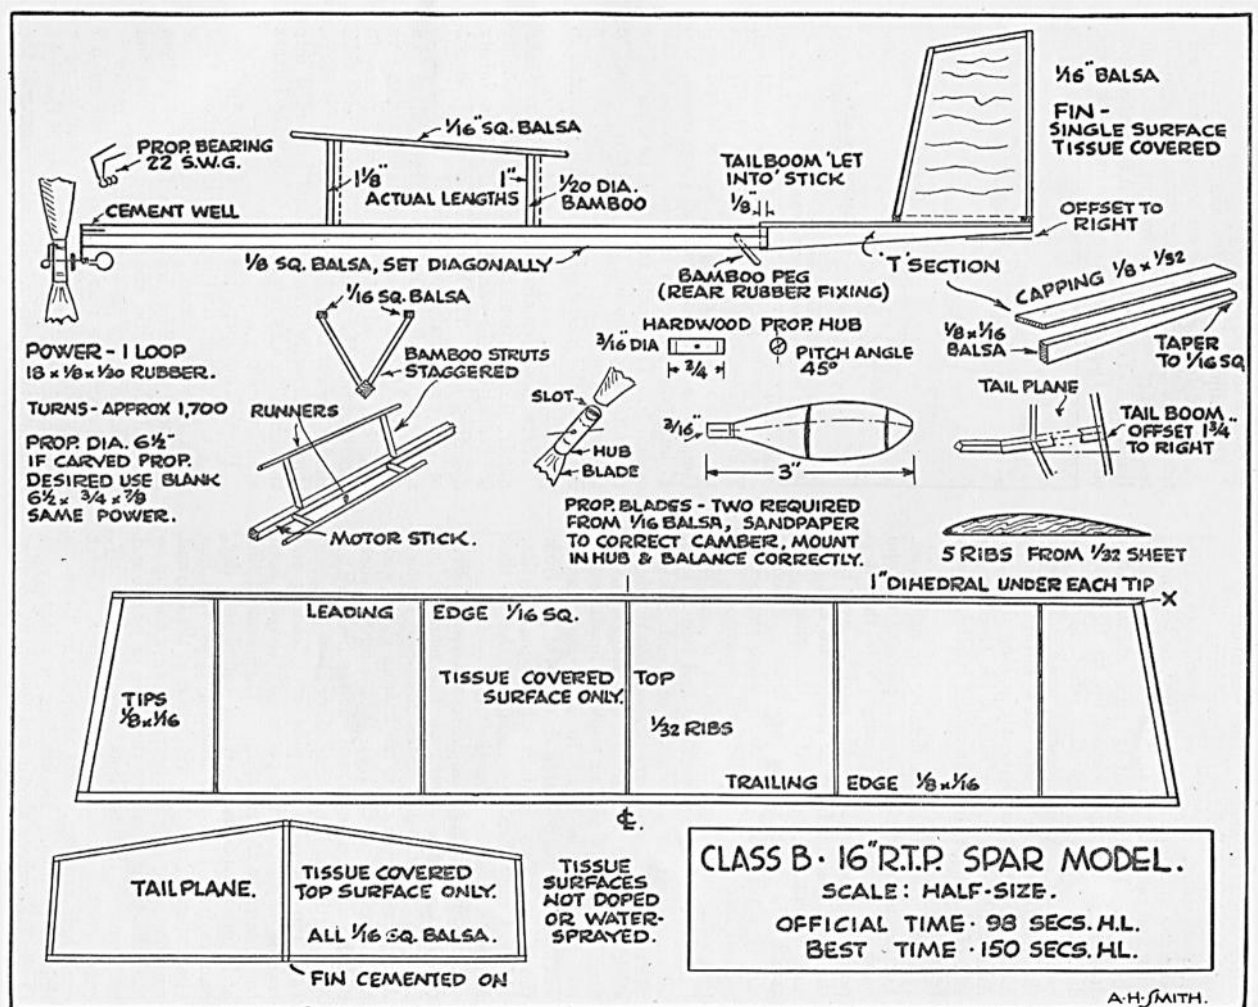 PROP. BEARING
22 S.W.G.
CEMENT WELL
1/16" SQ. BALSA
1 1/8"
1"
ACTUAL LENGTHS
1/20 DIA.
BAMBOO
TAILBOOM 'LET
INTO' STICK
1/8"
1/16" BALSA
FIN -
SINGLE SURFACE
TISSUE COVERED
OFFSET TO
RIGHT
1/8 SQ. BALSA, SET DIAGONALLY
BAMBOO PEG
(REAR RUBBER FIXING)
'T' SECTION
CAPPING 1/8 x 1/32
1/8 x 1/16
BALSA
TAPER
TO 1/16 SQ
1/16 SQ. BALSA
BAMBOO STRUTS
STAGGERED
RUNNERS
MOTOR STICK.
POWER - 1 LOOP
18 x 1/8 x 1/30 RUBBER.
TURNS - APPROX 1,700
PROP. DIA. 6 1/2"
IF CARVED PROP.
DESIRED USE BLANK
6 1/2 x 3/4 x 7/8
SAME POWER.
HARDWOOD PROP. HUB
3/16" DIA
3/4
PITCH ANGLE
45°
SLOT
HUB
BLADE
3/16"
3"
PROP. BLADES - TWO REQUIRED
FROM 1/16 BALSA, SANDPAPER
TO CORRECT CAMBER, MOUNT
IN HUB & BALANCE CORRECTLY.
TAIL PLANE
TAIL BOOM
OFFSET 1 3/4"
TO RIGHT
5 RIBS FROM 1/32 SHEET
1" DIHEDRAL UNDER EACH TIP
X
LEADING EDGE 1/16 SQ.
TISSUE COVERED TOP
SURFACE ONLY.
TIPS
1/8 x 1/16
1/32 RIBS
TRAILING EDGE 1/8 x 1/16
℄.
TAILPLANE.
TISSUE COVERED
TOP SURFACE ONLY.
ALL 1/16 SQ. BALSA.
FIN CEMENTED ON
TISSUE
SURFACES
NOT DOPED
OR WATER-
SPRAYED.
CLASS B · 16" R.T.P. SPAR MODEL.
SCALE: HALF-SIZE.
OFFICIAL TIME · 98 SECS. H.L.
BEST TIME · 150 SECS. H.L.
A·H·SMITH.